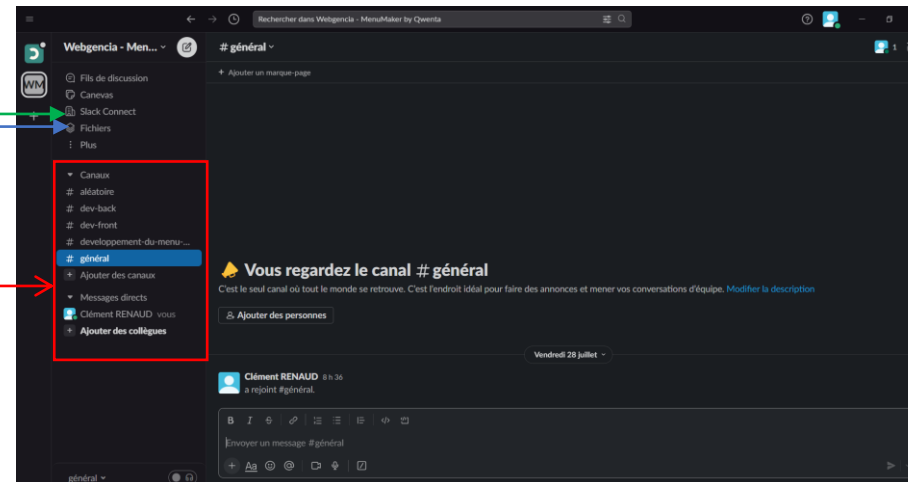 Rechercher dans Webgencia - MenuMaker by Qwenta
Webgencia - Men...
# général
1
WM
+ Ajouter un marque-page
Fils de discussion
Canevas
Slack Connect
Fichiers
Plus
Canaux
# aléatoire
# dev-back
# dev-front
# developpement-du-menu-...
# général
+ Ajouter des canaux
Messages directs
Clément RENAUD vous
+ Ajouter des collègues
Vous regardez le canal # général
C'est le seul canal où tout le monde se retrouve. C'est l'endroit idéal pour faire des annonces et mener vos conversations d'équipe. Modifier la description
Ajouter des personnes
Vendredi 28 juillet
Clément RENAUD 8 h 36
a rejoint #général.
B I S
Envoyer un message #général
+ Aa @
général